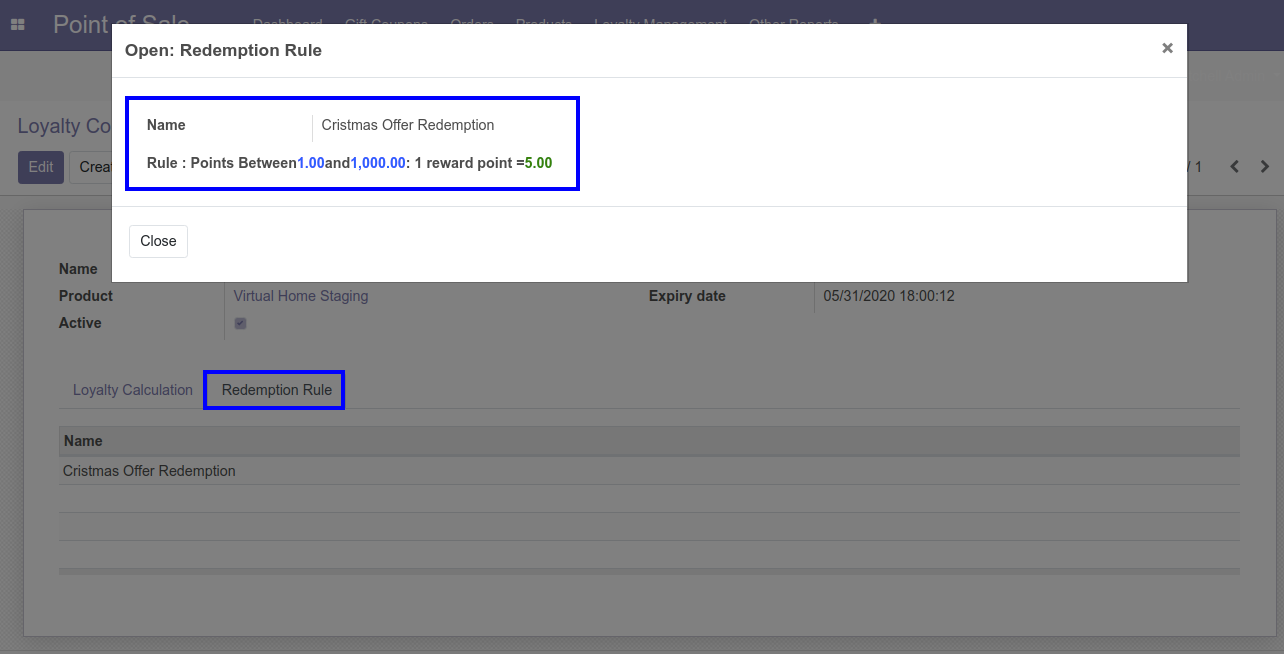 Point of Sale Dashboard Gift Coupons Orders Products Loyalty Management Other Reports +
Open: Redemption Rule ×
Loyalty Co
Name Cristmas Offer Redemption
Rule : Points Between1.00and1,000.00: 1 reward point =5.00
Edit Creat / 1
Close
Name
Product Virtual Home Staging Expiry date 05/31/2020 18:00:12
Active
Loyalty Calculation Redemption Rule
Name
Cristmas Offer Redemption